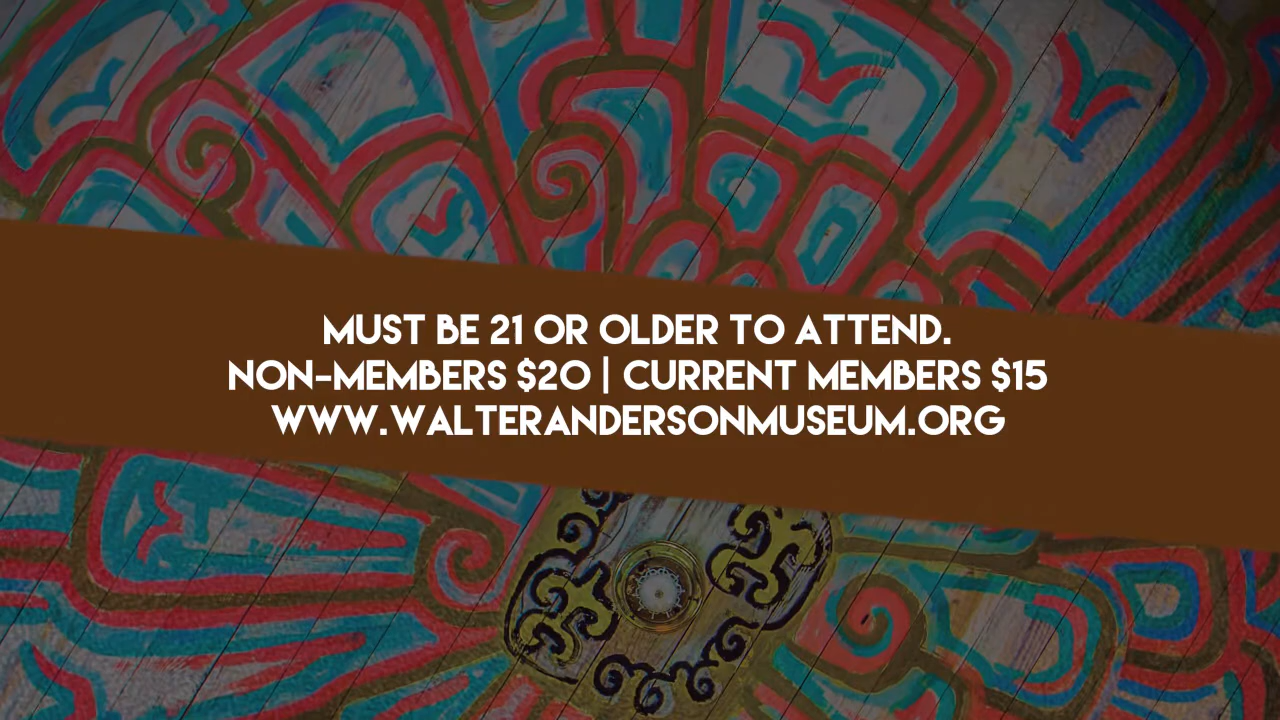 MUST BE 21 OR OLDER TO ATTEND.
NON-MEMBERS $20 | CURRENT MEMBERS $15
WWW.WALTERANDERSONMUSEUM.ORG